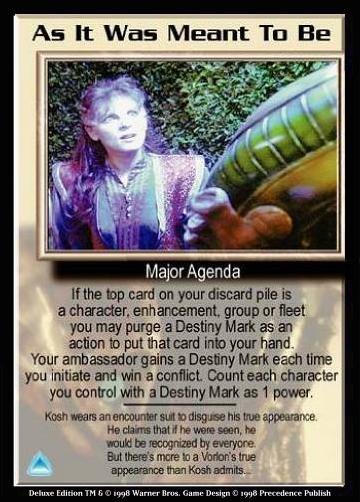 As It Was Meant To Be
Major Agenda
If the top card on your discard pile is
a character, enhancement, group or fleet
you may purge a Destiny Mark as an
action to put that card into your hand.
Your ambassador gains a Destiny Mark each time
you initiate and win a conflict. Count each character
you control with a Destiny Mark as 1 power.
Kosh wears an encounter suit to disguise his true appearance.
He claims that if he were seen, he
would be recognized by everyone.
But there's more to a Vorlon's true
appearance than Kosh admits...
Deluxe Edition TM & © 1998 Warner Bros. Game Design © 1998 Precedence Publish